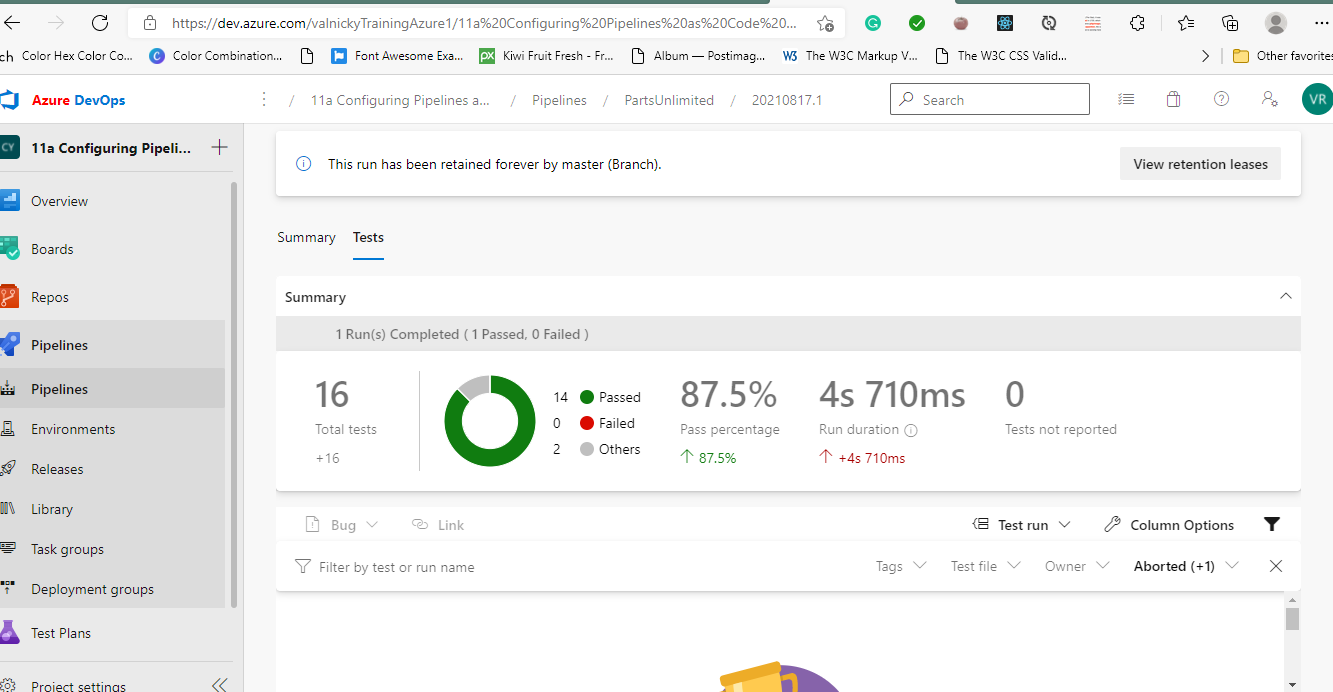 https://dev.azure.com/valnickyTrainingAzure1/11a%20Configuring%20Pipelines%20as%20Code%20...
ch Color Hex Color Co... Color Combination... Font Awesome Exa... px Kiwi Fruit Fresh - Fr... Album — Postimag... W3 The W3C Markup V... The W3C CSS Valid... Other favorites
Azure DevOps / 11a Configuring Pipelines a... / Pipelines / PartsUnlimited / 20210817.1 Search VR
CY 11a Configuring Pipeli... +
This run has been retained forever by master (Branch). View retention leases
Overview
Boards
Repos
Pipelines
Pipelines
Environments
Releases
Library
Task groups
Deployment groups
Test Plans
Project settings
Summary Tests
Summary
1 Run(s) Completed ( 1 Passed, 0 Failed )
16
Total tests
+16
14 Passed
0 Failed
2 Others
87.5%
Pass percentage
87.5%
4s 710ms
Run duration
+4s 710ms
0
Tests not reported
Bug Link Test run Column Options
Filter by test or run name Tags Test file Owner Aborted (+1)